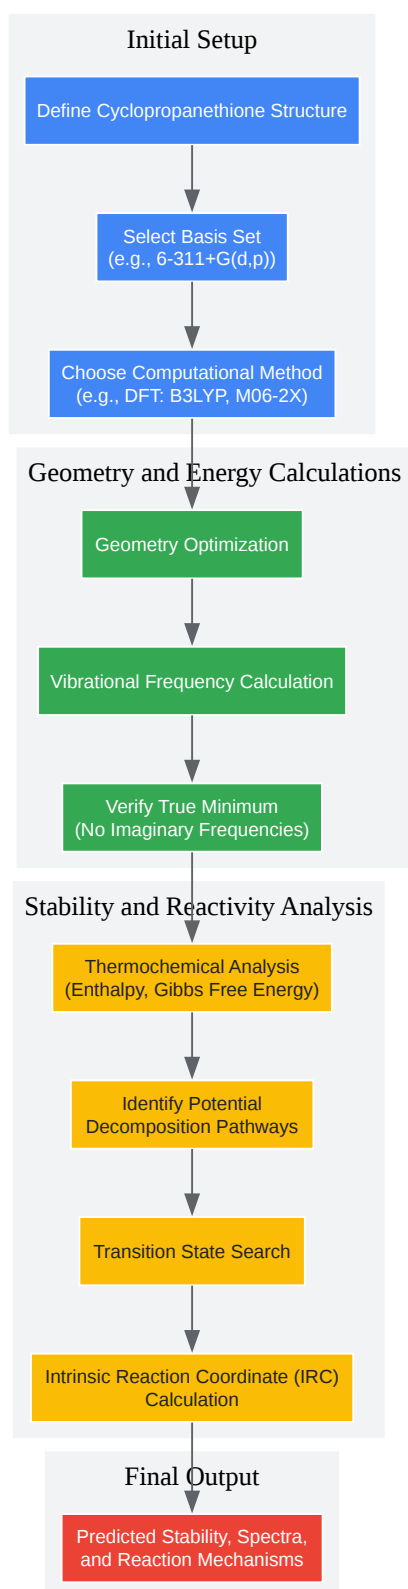 Initial Setup
Define Cyclopropanethione Structure
Select Basis Set
(e.g., 6-311+G(d,p))
Choose Computational Method
(e.g., DFT: B3LYP, M06-2X)
Geometry and Energy Calculations
Geometry Optimization
Vibrational Frequency Calculation
Verify True Minimum
(No Imaginary Frequencies)
Stability and Reactivity Analysis
Thermochemical Analysis
(Enthalpy, Gibbs Free Energy)
Identify Potential
Decomposition Pathways
Transition State Search
Intrinsic Reaction Coordinate (IRC)
Calculation
Final Output
Predicted Stability, Spectra,
and Reaction Mechanisms